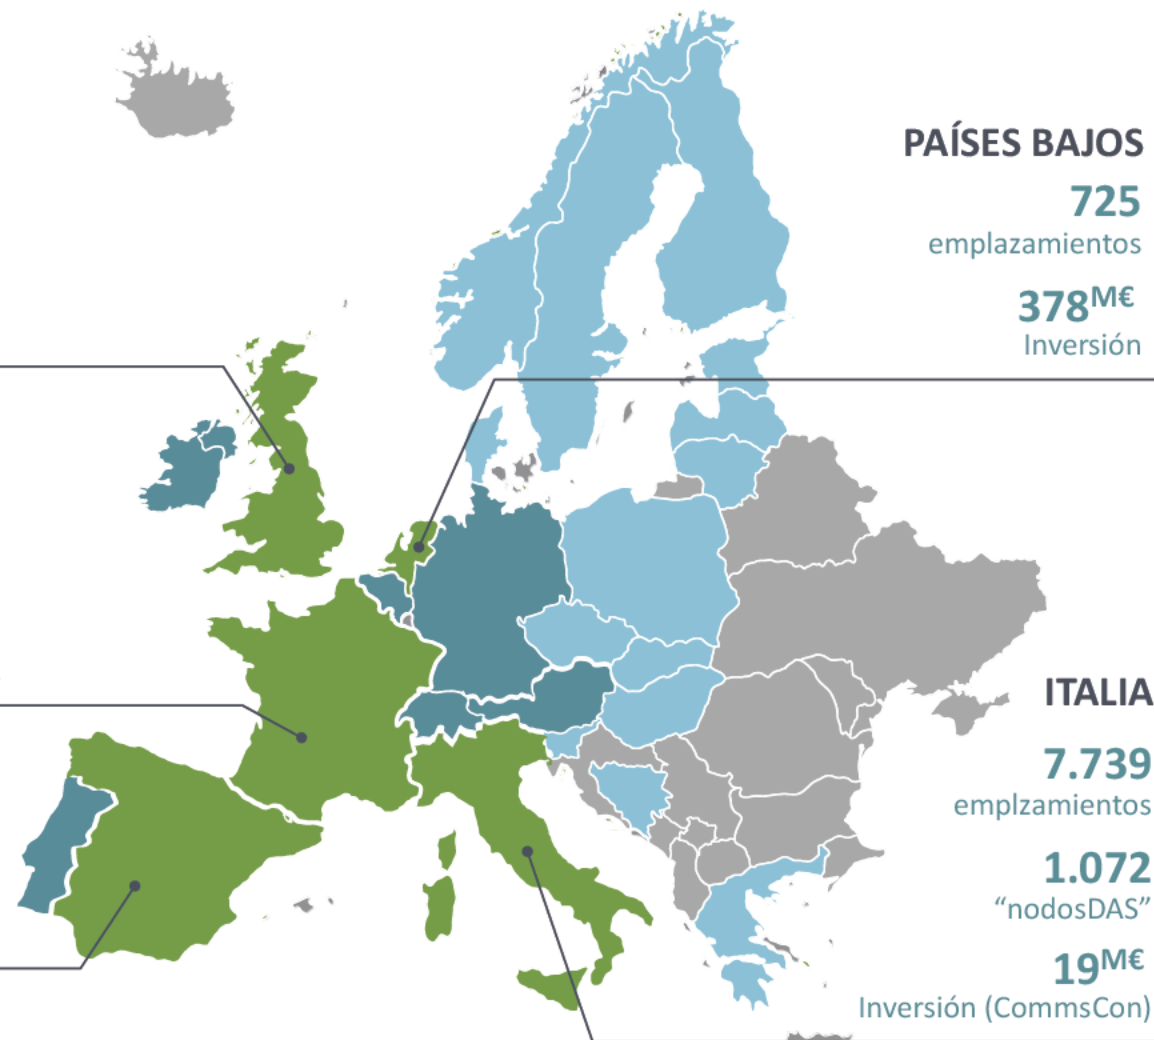 PAÍSES BAJOS
725
emplazamientos
378M€
Inversión
ITALIA
7.739
emplzamientos
1.072
“nodosDAS”
19M€
Inversión (CommsCon)